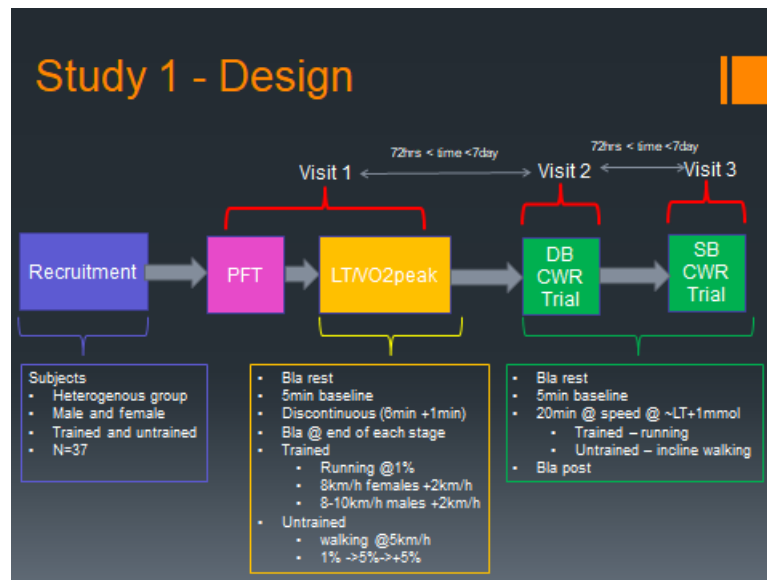 Study 1 - Design
72hrs < time <7day
72hrs < time <7day
Visit 1
Visit 2
Visit 3
Recruitment
PFT
LT/VO2peak
DB
CWR
Trial
SB
CWR
Trial
Subjects
▪ Heterogenous group
▪ Male and female
▪ Trained and untrained
▪ N=37
▪ Bla rest
▪ 5min baseline
▪ Discontinuous (6min +1min)
▪ Bla @ end of each stage
▪ Trained
▪ Running @1%
▪ 8km/h females +2km/h
▪ 8-10km/h males +2km/h
▪ Untrained
▪ walking @5km/h
▪ 1% ->5%->+5%
▪ Bla rest
▪ 5min baseline
▪ 20min @ speed @ ~LT+1mmol
▪ Trained – running
▪ Untrained – incline walking
▪ Bla post